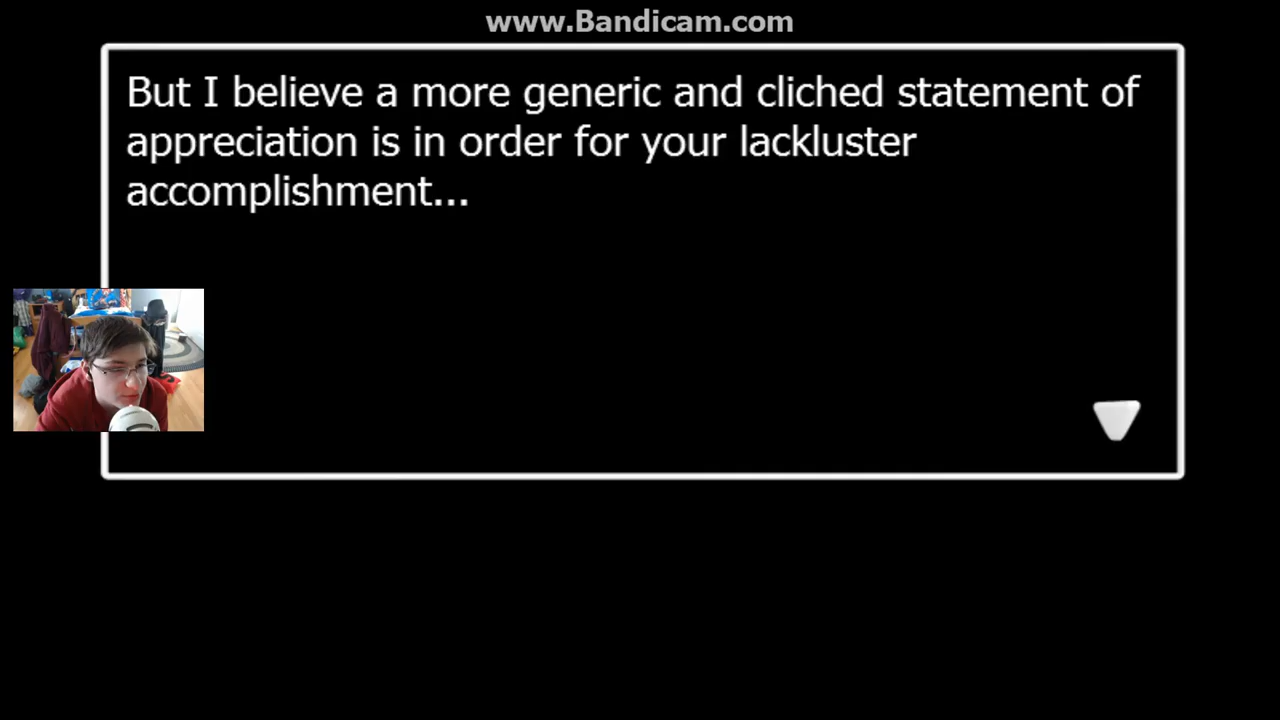 www.Bandicam.com
But I believe a more generic and cliched statement of
appreciation is in order for your lackluster
accomplishment...